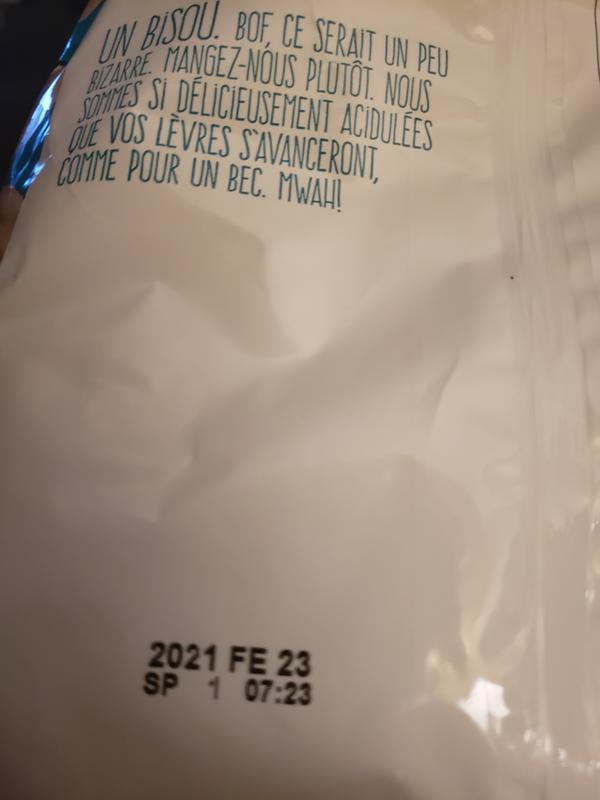 UN BISOU. BOF, CE SERAIT UN PEU
BIZARRE. MANGEZ-NOUS PLUTÔT. NOUS
SOMMES SI DÉLICIEUSEMENT ACIDULÉES
QUE VOS LÈVRES S'AVANCERONT,
COMME POUR UN BEC. MWAH!
2021 FE 23
SP 1 07:23